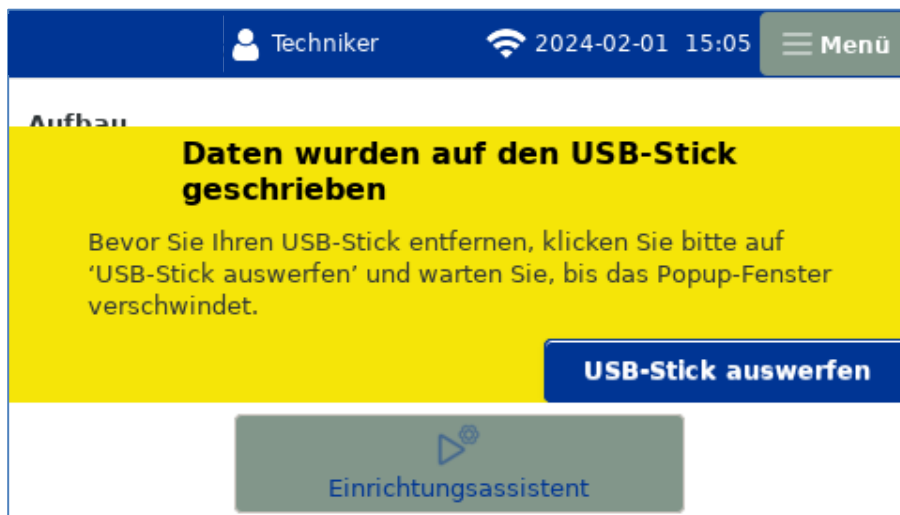 Techniker 2024-02-01 15:05 Menü
Aufbau
Daten wurden auf den USB-Stick
geschrieben
Bevor Sie Ihren USB-Stick entfernen, klicken Sie bitte auf
‘USB-Stick auswerfen’ und warten Sie, bis das Popup-Fenster
verschwindet.
USB-Stick auswerfen
Einrichtungsassistent